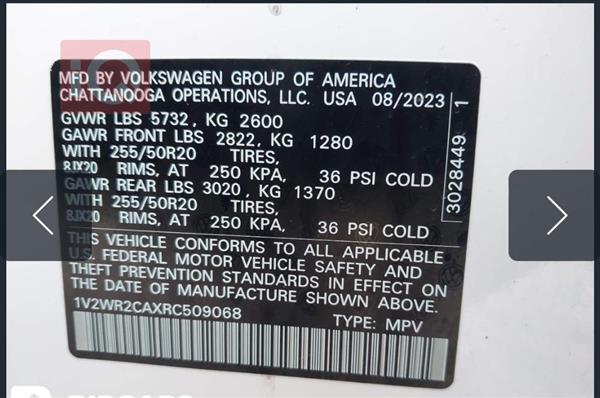 MFD BY VOLKSWAGEN GROUP OF AMERICA
CHATTANOOGA OPERATIONS, LLC. USA 08/2023
GVWR LBS 5732, KG 2600
GAWR FRONT LBS 2822, KG 1280
WITH 255/50R20 TIRES,
8JX20 RIMS, AT 250 KPA, 36 PSI COLD
GAWR REAR LBS 3020, KG 1370
WITH 255/50R20 TIRES,
8JX20 RIMS, AT 250 KPA, 36 PSI COLD
THIS VEHICLE CONFORMS TO ALL APPLICABLE
U.S. FEDERAL MOTOR VEHICLE SAFETY AND
THEFT PREVENTION STANDARDS IN EFFECT ON
THE DATE OF MANUFACTURE SHOWN ABOVE.
1V2WR2CAXRC509068
TYPE: MPV
3028449 1